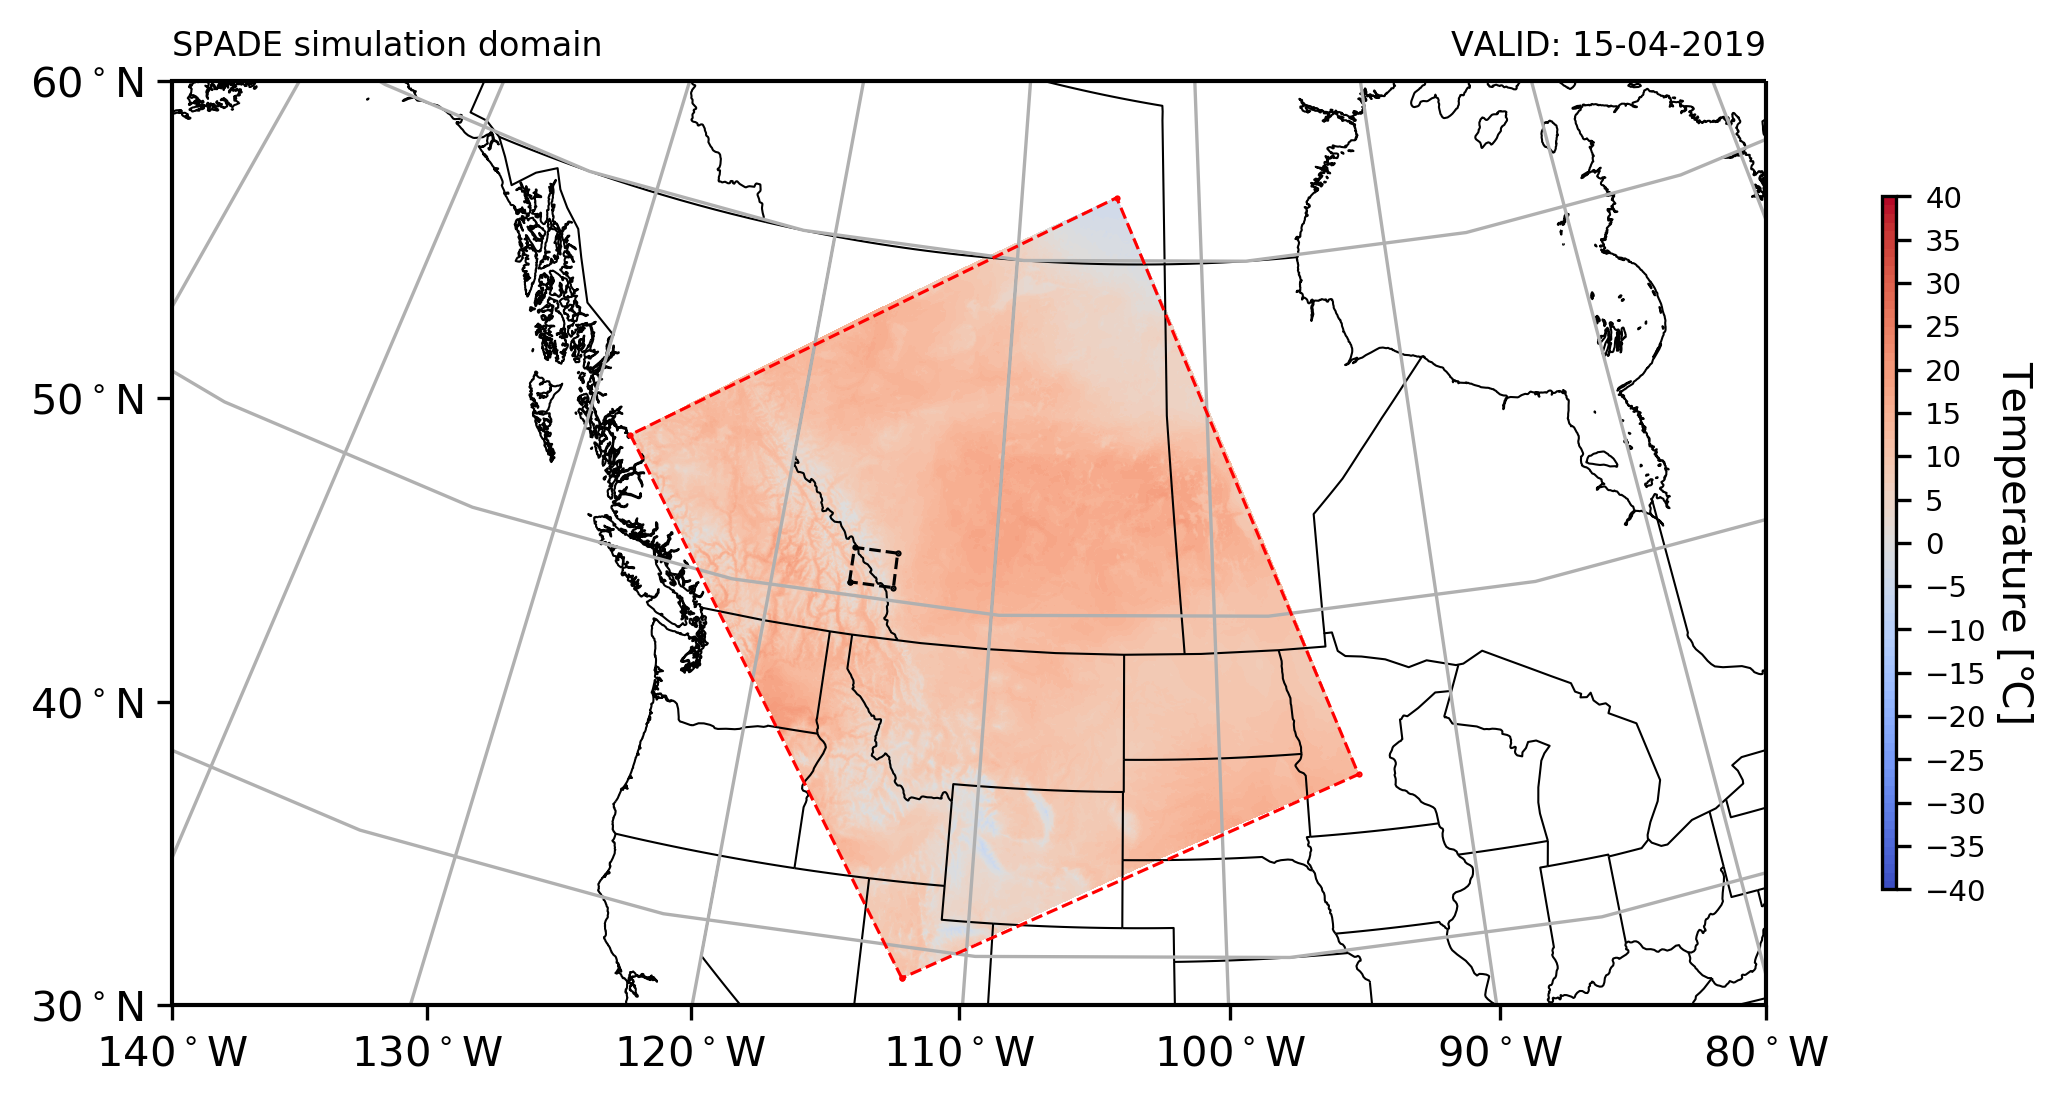 SPADE simulation domain
VALID: 15-04-2019
60°N
50°N
40°N
30°N
140°W
130°W
120°W
110°W
100°W
90°W
80°W
40
35
30
25
20
15
10
5
0
−5
−10
−15
−20
−25
−30
−35
−40
Temperature [°C]